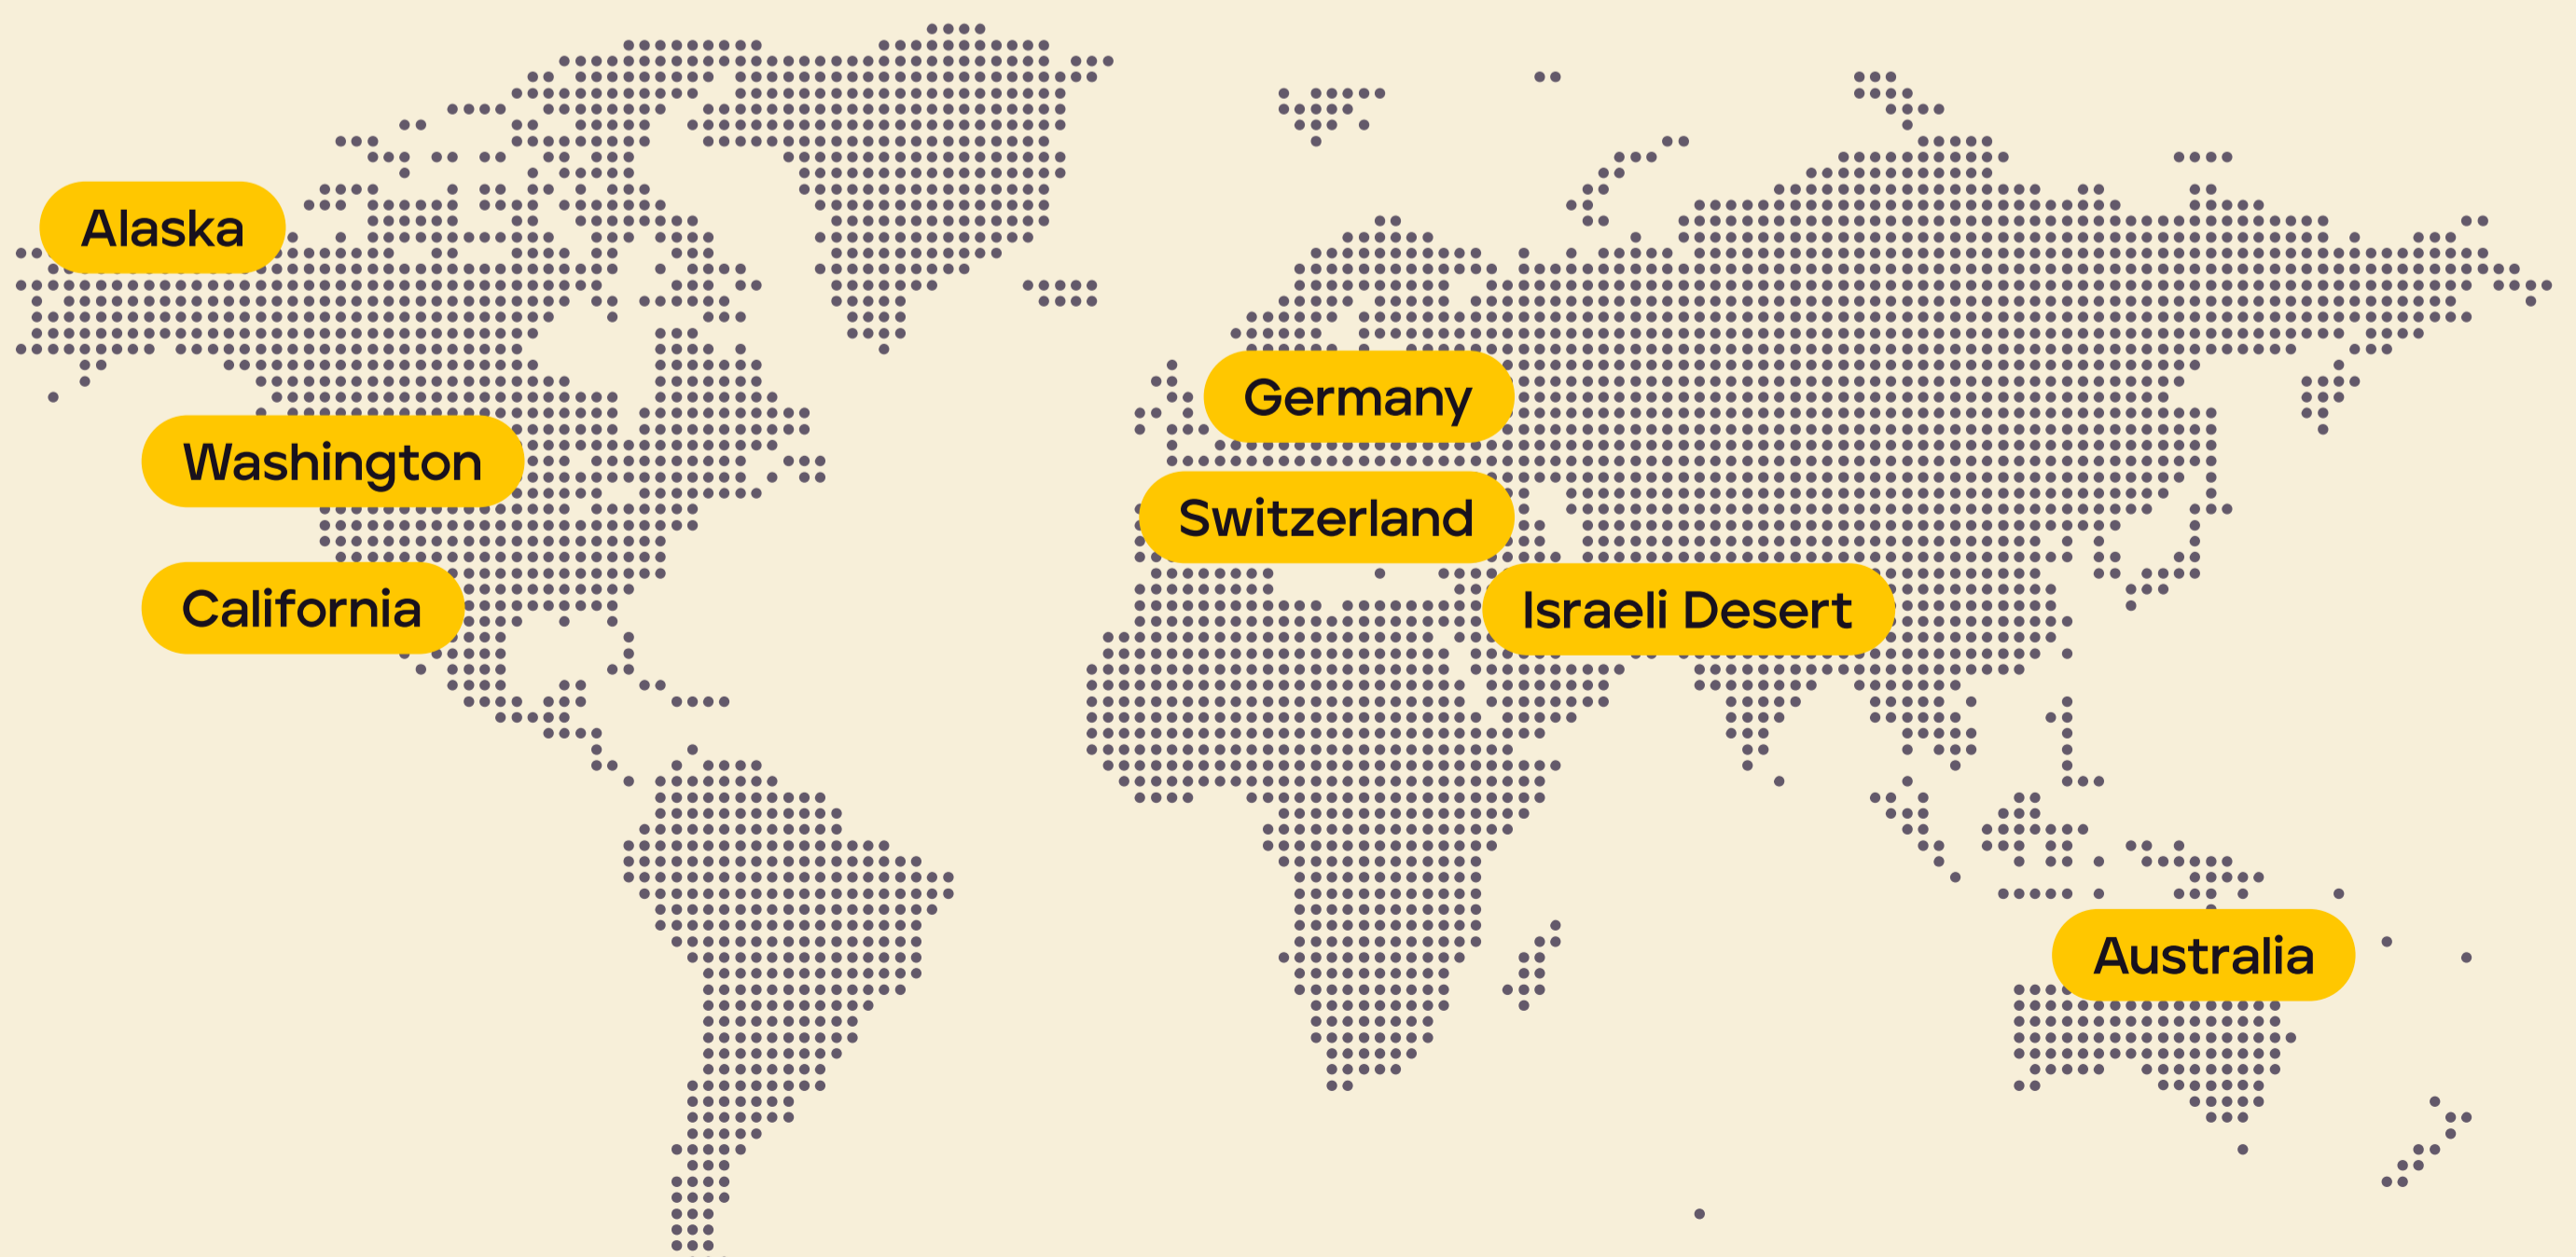 Alaska
Germany
Washington
Switzerland
California
Israeli Desert
Australia